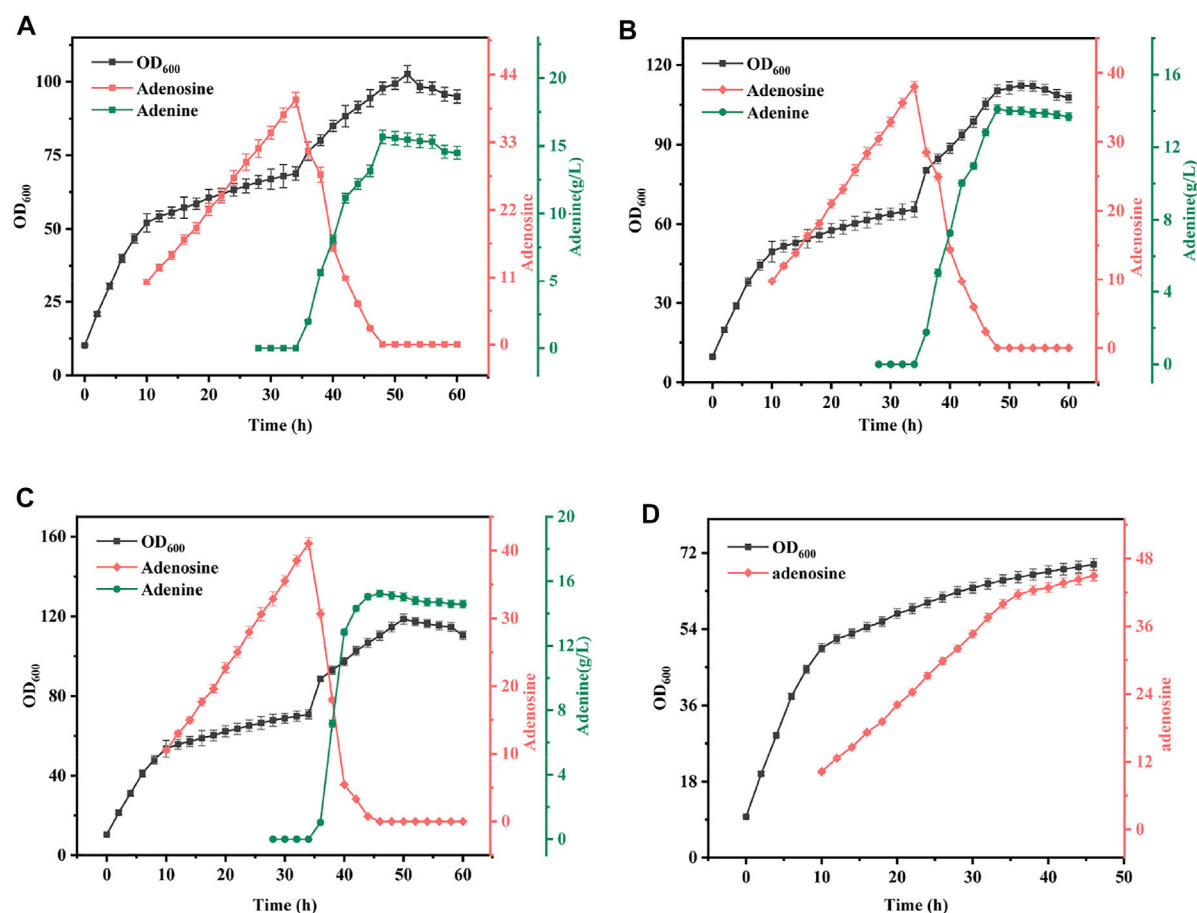 A
OD600
Adenosine
Adenine
100
75
50
25
0
OD600
0 10 20 30 40 50 60
Time (h)
44
33
22
11
0
Adenosine
20
15
10
5
0
Adenine(g/L)
B
OD600
Adenosine
Adenine
120
90
60
30
0
OD600
0 10 20 30 40 50 60
Time (h)
40
30
20
10
0
Adenosine
16
12
8
4
0
Adenine(g/L)
C
OD600
Adenosine
Adenine
160
120
80
40
0
OD600
0 10 20 30 40 50 60
Time (h)
40
30
20
10
0
Adenosine
20
16
12
8
4
0
Adenine(g/L)
D
OD600
adenosine
72
54
36
18
0
OD600
0 10 20 30 40 50
Time (h)
48
36
24
12
0
adenosine